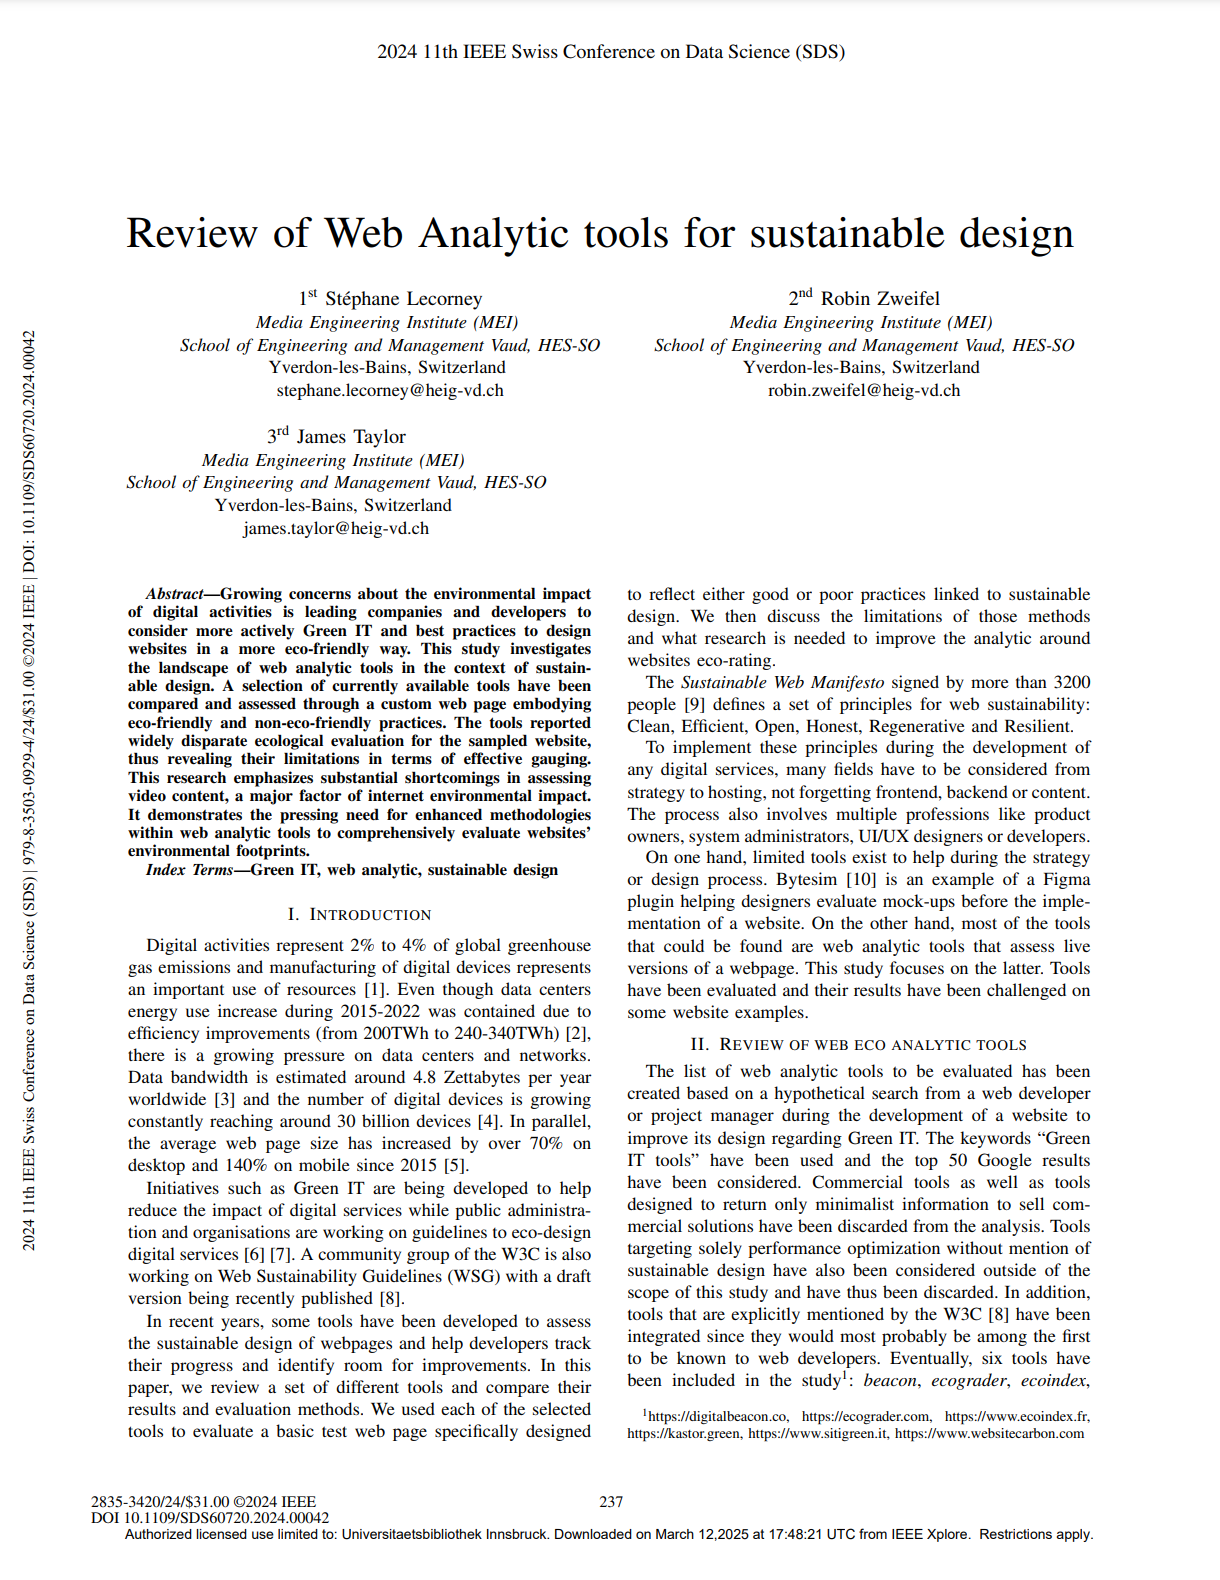 2024 11th IEEE Swiss Conference on Data Science (SDS)
2024 11th IEEE Swiss Conference on Data Science (SDS) | 979-8-3503-0929-4/24/$31.00 ©2024 IEEE | DOI: 10.1109/SDS60720.2024.00042
Review of Web Analytic tools for sustainable design
1st Stéphane Lecorney
Media Engineering Institute (MEI)
School of Engineering and Management Vaud, HES-SO
Yverdon-les-Bains, Switzerland
stephane.lecorney@heig-vd.ch
2nd Robin Zweifel
Media Engineering Institute (MEI)
School of Engineering and Management Vaud, HES-SO
Yverdon-les-Bains, Switzerland
robin.zweifel@heig-vd.ch
3rd James Taylor
Media Engineering Institute (MEI)
School of Engineering and Management Vaud, HES-SO
Yverdon-les-Bains, Switzerland
james.taylor@heig-vd.ch
Abstract—Growing concerns about the environmental impact
of digital activities is leading companies and developers to
consider more actively Green IT and best practices to design
websites in a more eco-friendly way. This study investigates
the landscape of web analytic tools in the context of sustain-
able design. A selection of currently available tools have been
compared and assessed through a custom web page embodying
eco-friendly and non-eco-friendly practices. The tools reported
widely disparate ecological evaluation for the sampled website,
thus revealing their limitations in terms of effective gauging.
This research emphasizes substantial shortcomings in assessing
video content, a major factor of internet environmental impact.
It demonstrates the pressing need for enhanced methodologies
within web analytic tools to comprehensively evaluate websites'
environmental footprints.
Index Terms—Green IT, web analytic, sustainable design
I. INTRODUCTION
Digital activities represent 2% to 4% of global greenhouse
gas emissions and manufacturing of digital devices represents
an important use of resources [1]. Even though data centers
energy use increase during 2015-2022 was contained due to
efficiency improvements (from 200TWh to 240-340TWh) [2],
there is a growing pressure on data centers and networks.
Data bandwidth is estimated around 4.8 Zettabytes per year
worldwide [3] and the number of digital devices is growing
constantly reaching around 30 billion devices [4]. In parallel,
the average web page size has increased by over 70% on
desktop and 140% on mobile since 2015 [5].
Initiatives such as Green IT are being developed to help
reduce the impact of digital services while public administra-
tion and organisations are working on guidelines to eco-design
digital services [6] [7]. A community group of the W3C is also
working on Web Sustainability Guidelines (WSG) with a draft
version being recently published [8].
In recent years, some tools have been developed to assess
the sustainable design of webpages and help developers track
their progress and identify room for improvements. In this
paper, we review a set of different tools and compare their
results and evaluation methods. We used each of the selected
tools to evaluate a basic test web page specifically designed
to reflect either good or poor practices linked to sustainable
design. We then discuss the limitations of those methods
and what research is needed to improve the analytic around
websites eco-rating.
The Sustainable Web Manifesto signed by more than 3200
people [9] defines a set of principles for web sustainability:
Clean, Efficient, Open, Honest, Regenerative and Resilient.
To implement these principles during the development of
any digital services, many fields have to be considered from
strategy to hosting, not forgetting frontend, backend or content.
The process also involves multiple professions like product
owners, system administrators, UI/UX designers or developers.
On one hand, limited tools exist to help during the strategy
or design process. Bytesim [10] is an example of a Figma
plugin helping designers evaluate mock-ups before the imple-
mentation of a website. On the other hand, most of the tools
that could be found are web analytic tools that assess live
versions of a webpage. This study focuses on the latter. Tools
have been evaluated and their results have been challenged on
some website examples.
II. REVIEW OF WEB ECO ANALYTIC TOOLS
The list of web analytic tools to be evaluated has been
created based on a hypothetical search from a web developer
or project manager during the development of a website to
improve its design regarding Green IT. The keywords “Green
IT tools” have been used and the top 50 Google results
have been considered. Commercial tools as well as tools
designed to return only minimalist information to sell com-
mercial solutions have been discarded from the analysis. Tools
targeting solely performance optimization without mention of
sustainable design have also been considered outside of the
scope of this study and have thus been discarded. In addition,
tools that are explicitly mentioned by the W3C [8] have been
integrated since they would most probably be among the first
to be known to web developers. Eventually, six tools have
been included in the study1: beacon, ecograder, ecoindex,
1https://digitalbeacon.co, https://ecograder.com, https://www.ecoindex.fr,
https://kastor.green, https://www.sitigreen.it, https://www.websitecarbon.com
2835-3420/24/$31.00 ©2024 IEEE
DOI 10.1109/SDS60720.2024.00042
237
Authorized licensed use limited to: Universitaetsbibliothek Innsbruck. Downloaded on March 12,2025 at 17:48:21 UTC from IEEE Xplore. Restrictions apply.